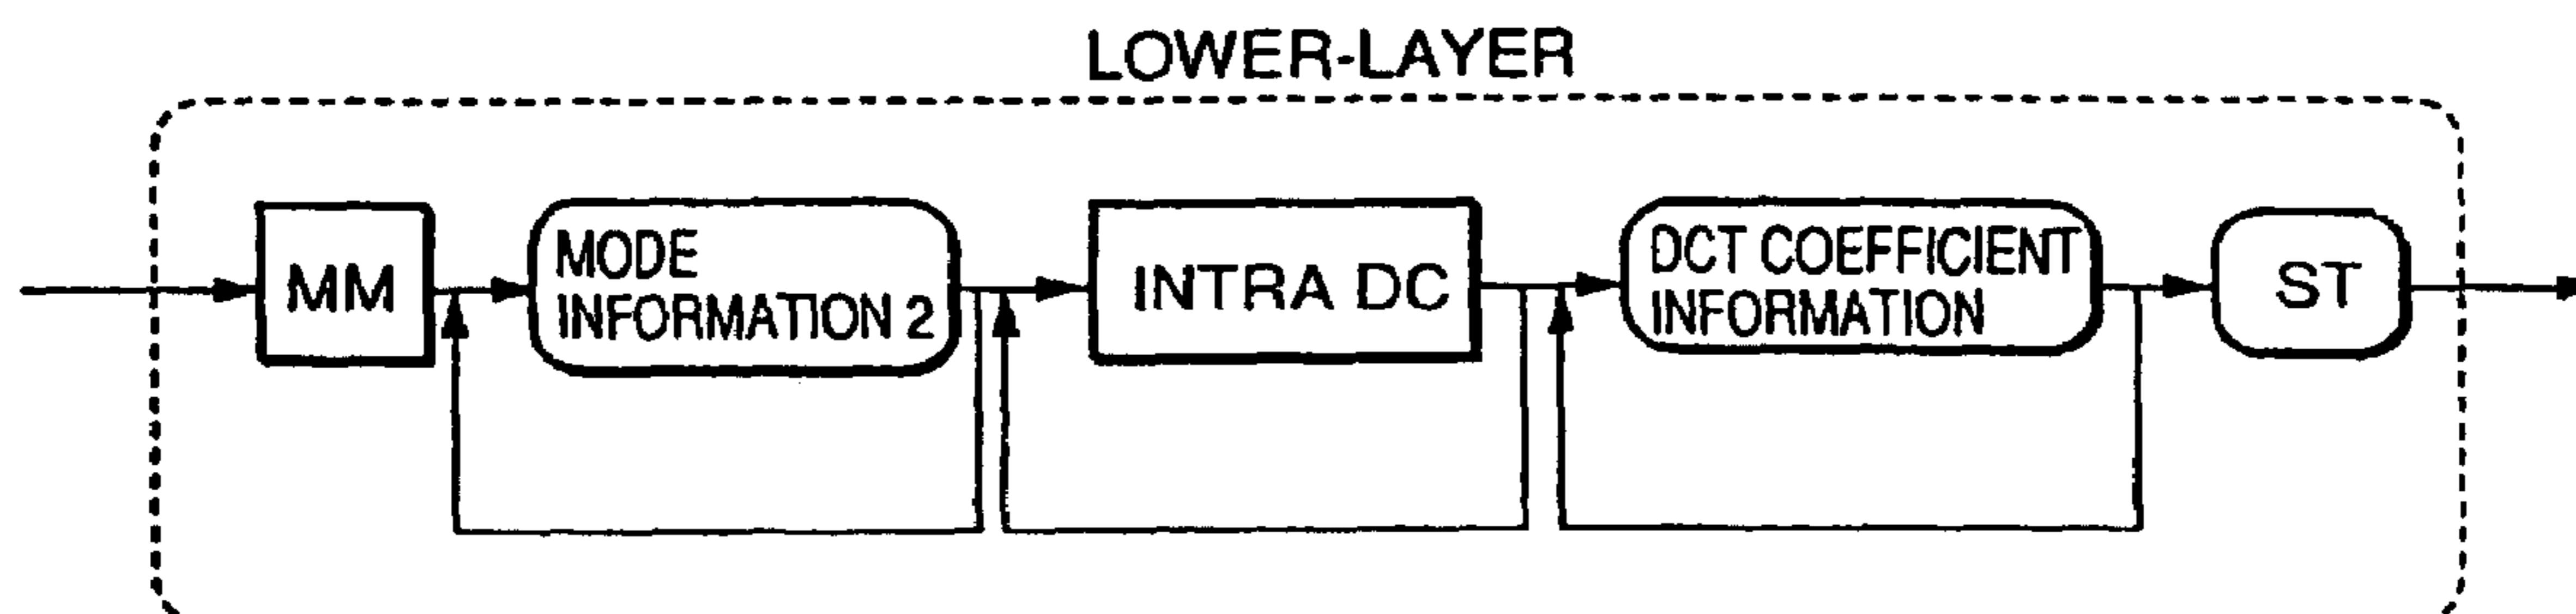 LOWER-LAYER
MM
MODE
INFORMATION 2
INTRA DC
DCT COEFFICIENT
INFORMATION
ST